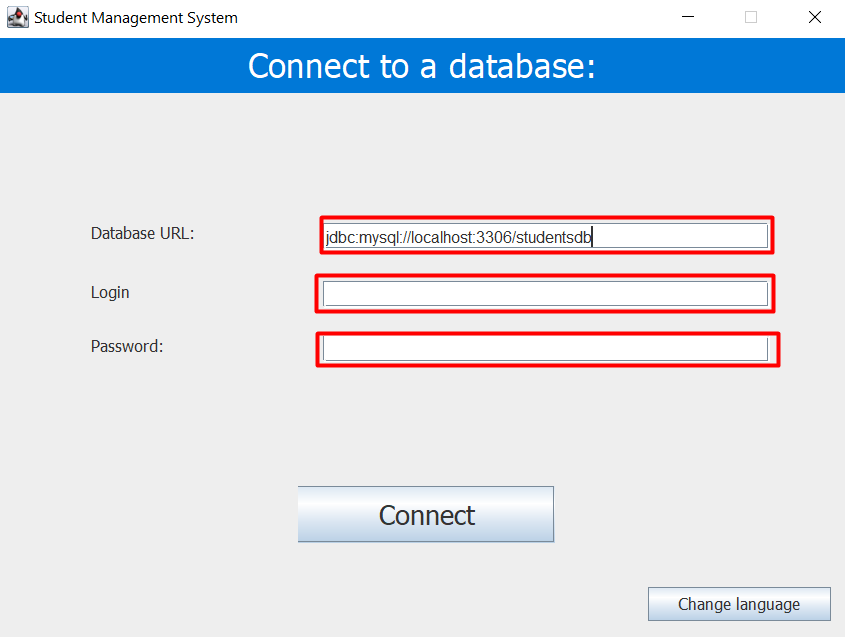 Student Management System
Connect to a database:
Database URL:
jdbc:mysql://localhost:3306/studentsdb
Login
Password:
Connect
Change language